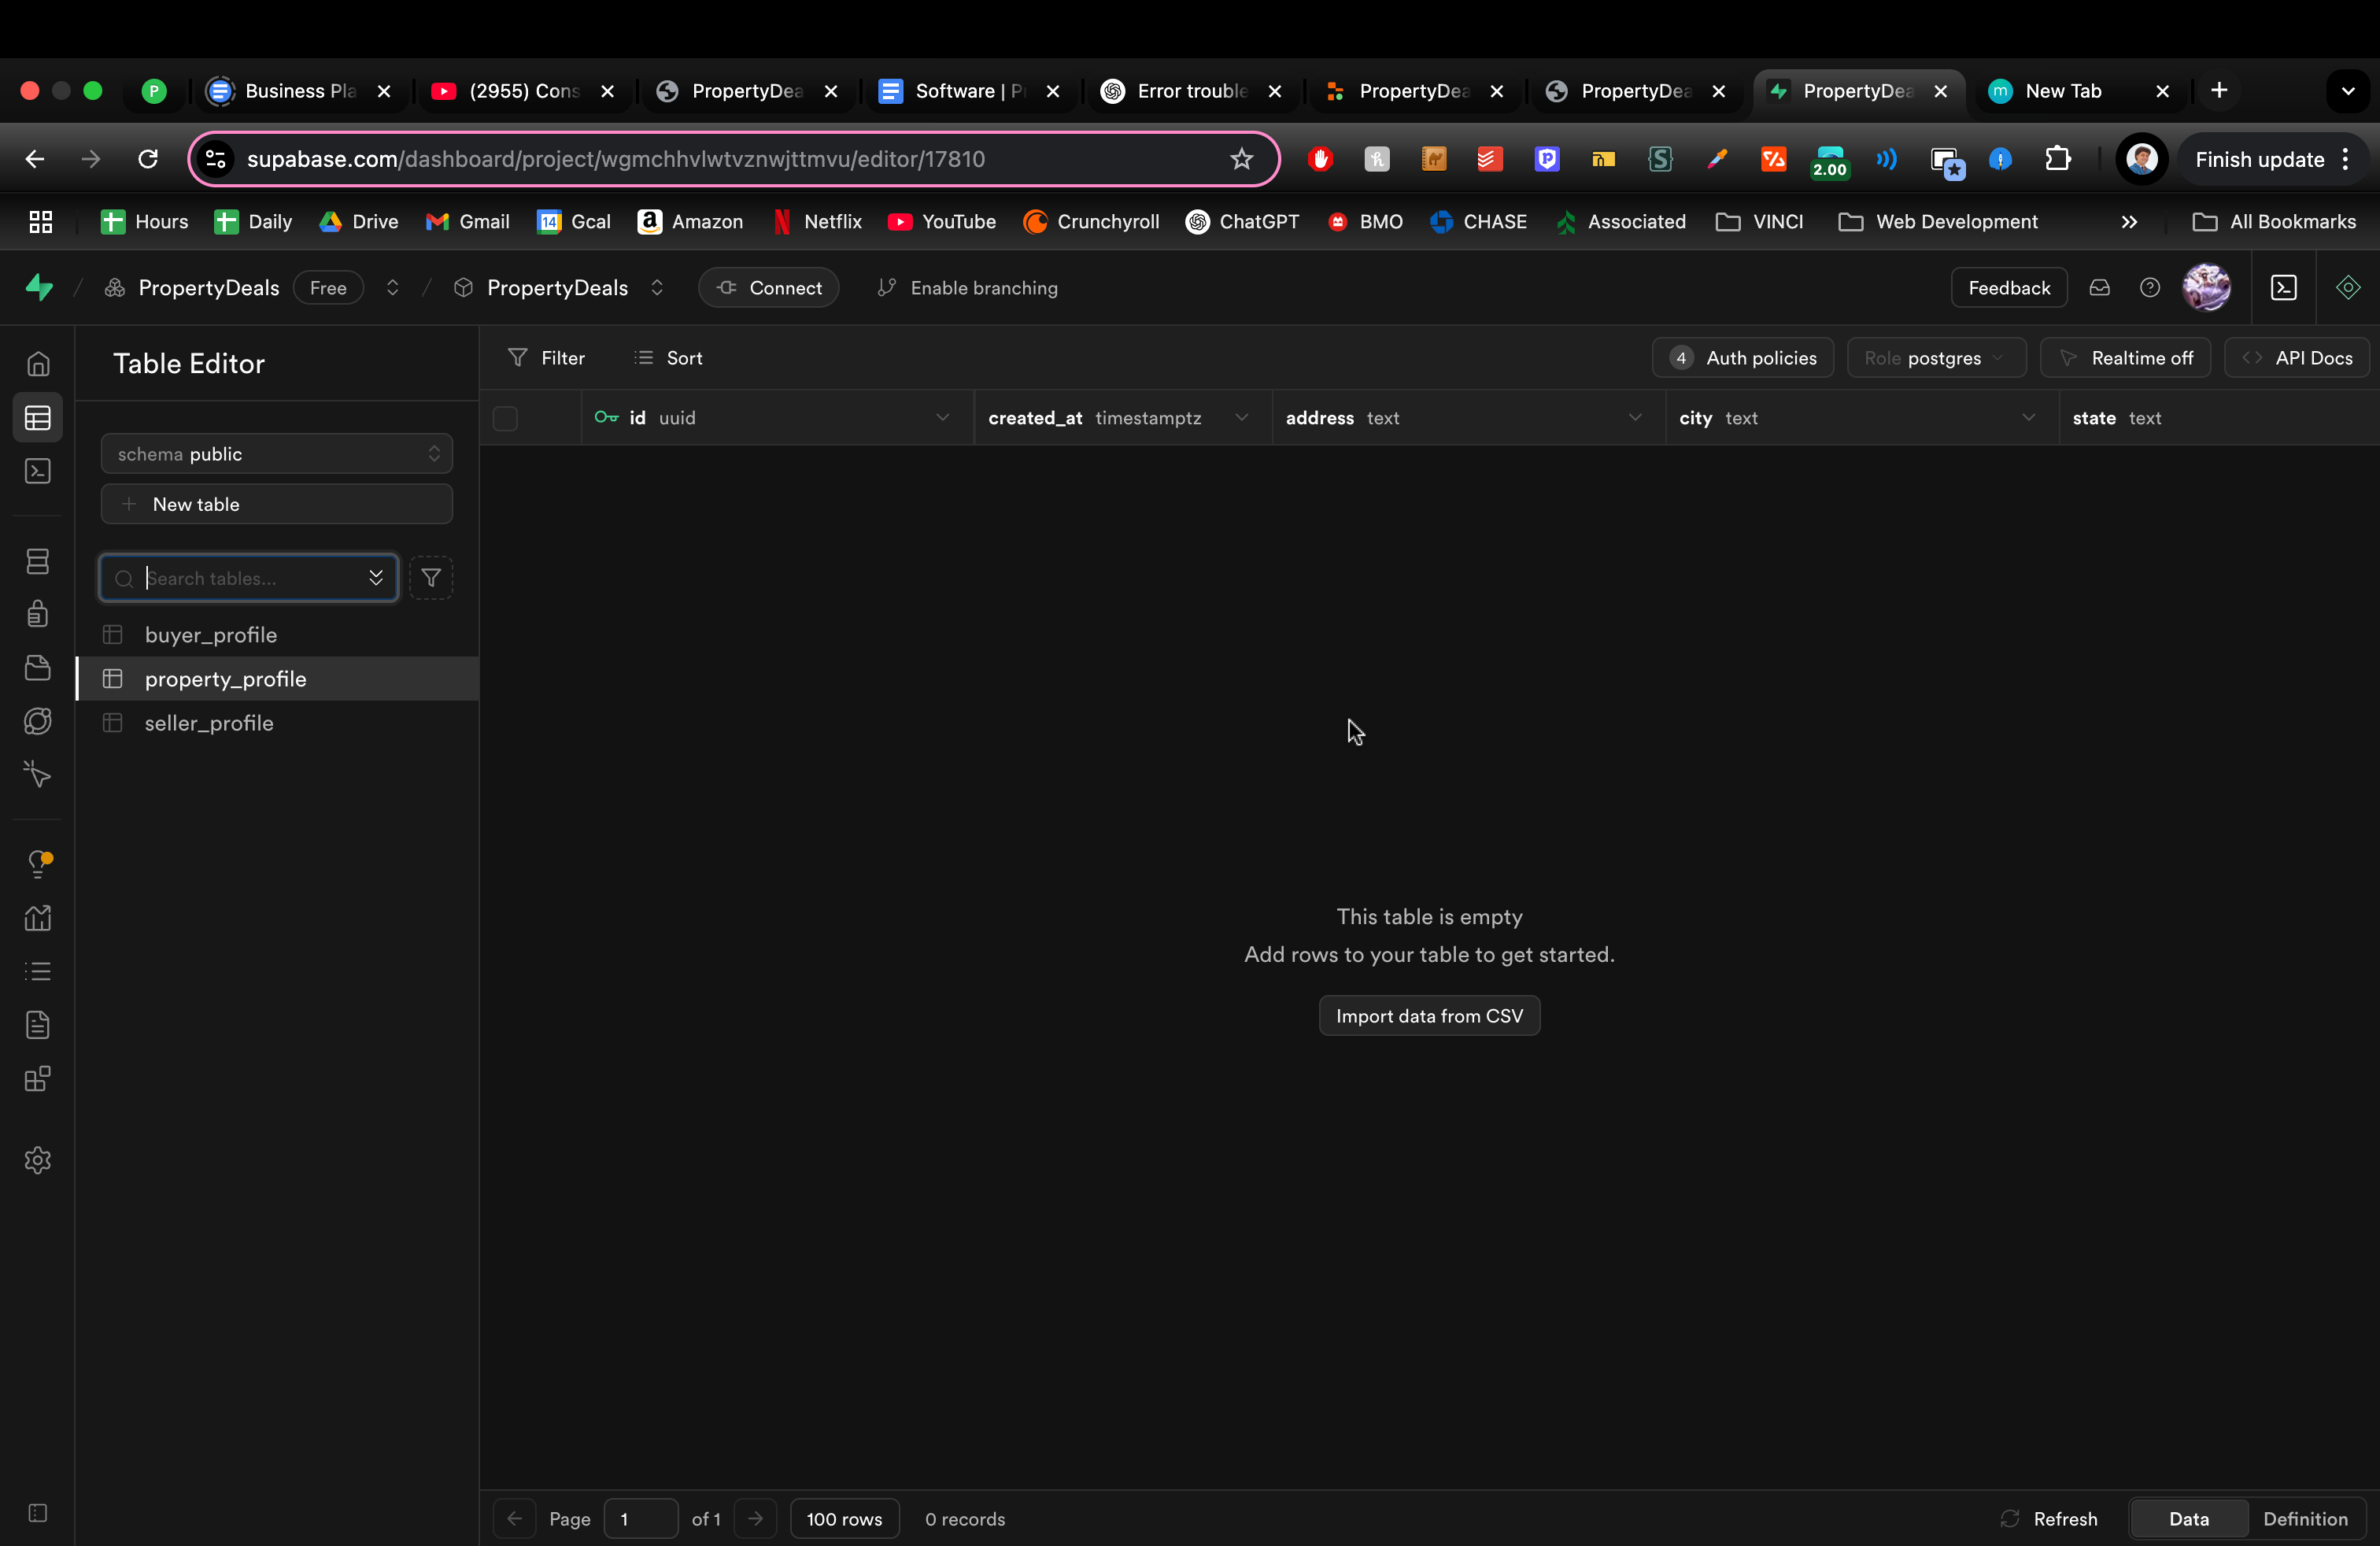 P Business Pla (2955) Cons PropertyDea Software | P Error trouble PropertyDea PropertyDea PropertyDea m New Tab
supabase.com/dashboard/project/wgmchhvlwtvznwjttmvu/editor/17810 2.00 Finish update
Hours Daily Drive Gmail 14 Gcal Amazon Netflix YouTube Crunchyroll ChatGPT BMO CHASE Associated VINCI Web Development All Bookmarks
/ PropertyDeals Free / PropertyDeals Connect Enable branching Feedback
Table Editor
Filter Sort 4 Auth policies Role postgres Realtime off API Docs
id uuid created_at timestamptz address text city text state text
schema public
New table
Search tables...
buyer_profile
property_profile
seller_profile
This table is empty
Add rows to your table to get started.
Import data from CSV
Page 1 of 1 100 rows 0 records Refresh Data Definition